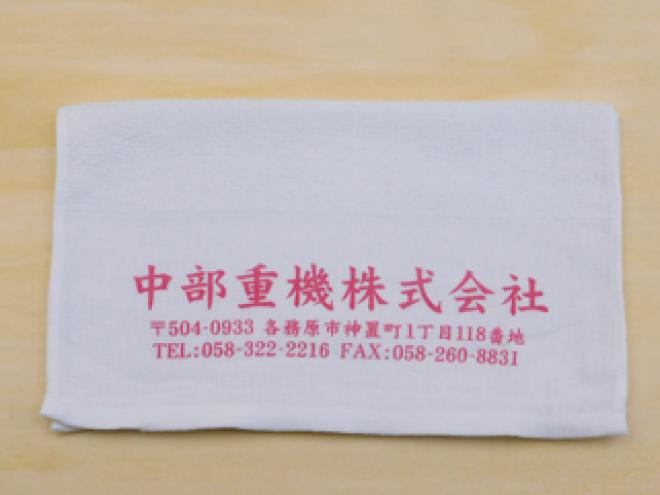 中部重機株式会社
〒504-0933 各務原市神置町1丁目118番地
TEL:058-322-2216 FAX:058-260-8831